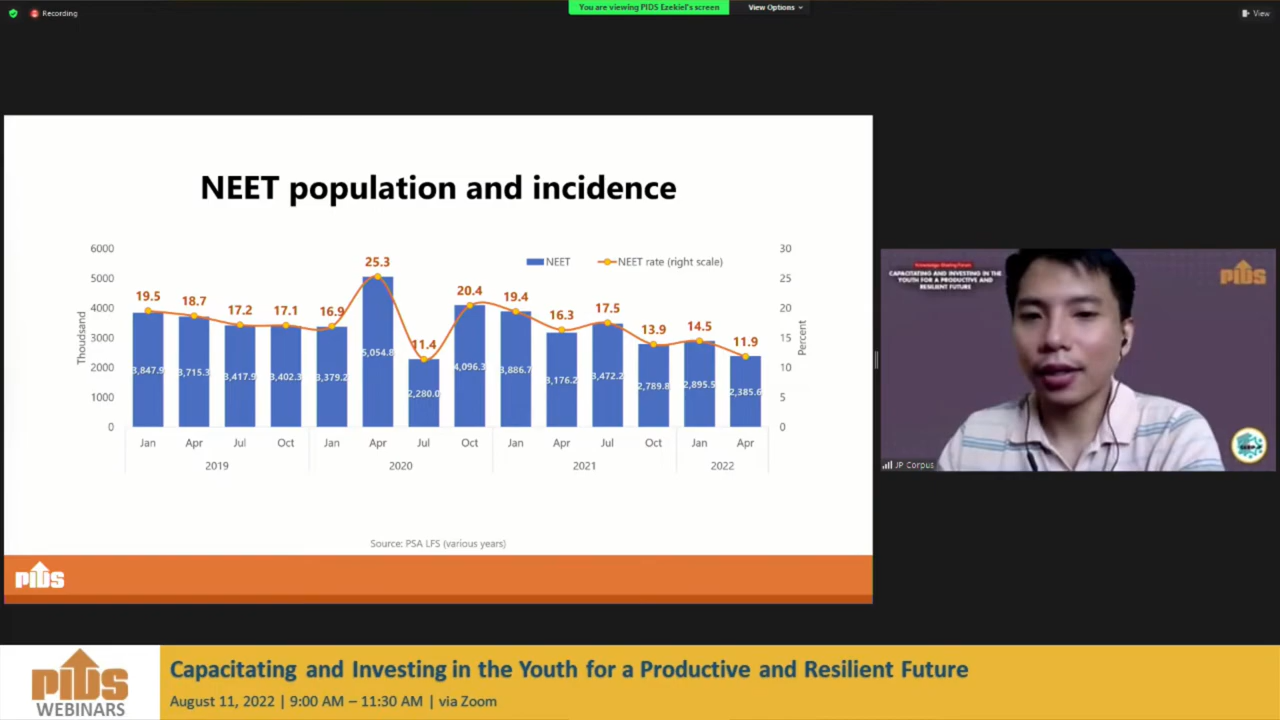 Recording
You are viewing PIDS Ezekiel's screen
View Options
View
NEET population and incidence
6000
5000
4000
3000
2000
1000
0
Thoudsand
30
25
20
15
10
5
0
Percent
NEET
NEET rate (right scale)
19.5 18.7 17.2 17.1 16.9 25.3 11.4 20.4 19.4 16.3 17.5 13.9 14.5 11.9
3,847.9 3,715.3 3,417.9 3,402.3 3,379.2 5,054.8 2,280.0 4,096.3 3,886.7 3,176.2 3,472.2 2,789.8 2,895.5 2,385.6
Jan Apr Jul Oct Jan Apr Jul Oct Jan Apr Jul Oct Jan Apr
2019 2020 2021 2022
Source: PSA LFS (various years)
PIDS
Knowledge Sharing Forum
CAPACITATING AND INVESTING IN THE
YOUTH FOR A PRODUCTIVE AND
RESILIENT FUTURE
PIDS
JP Corpus
PIDS
WEBINARS
Capacitating and Investing in the Youth for a Productive and Resilient Future
August 11, 2022 | 9:00 AM – 11:30 AM | via Zoom